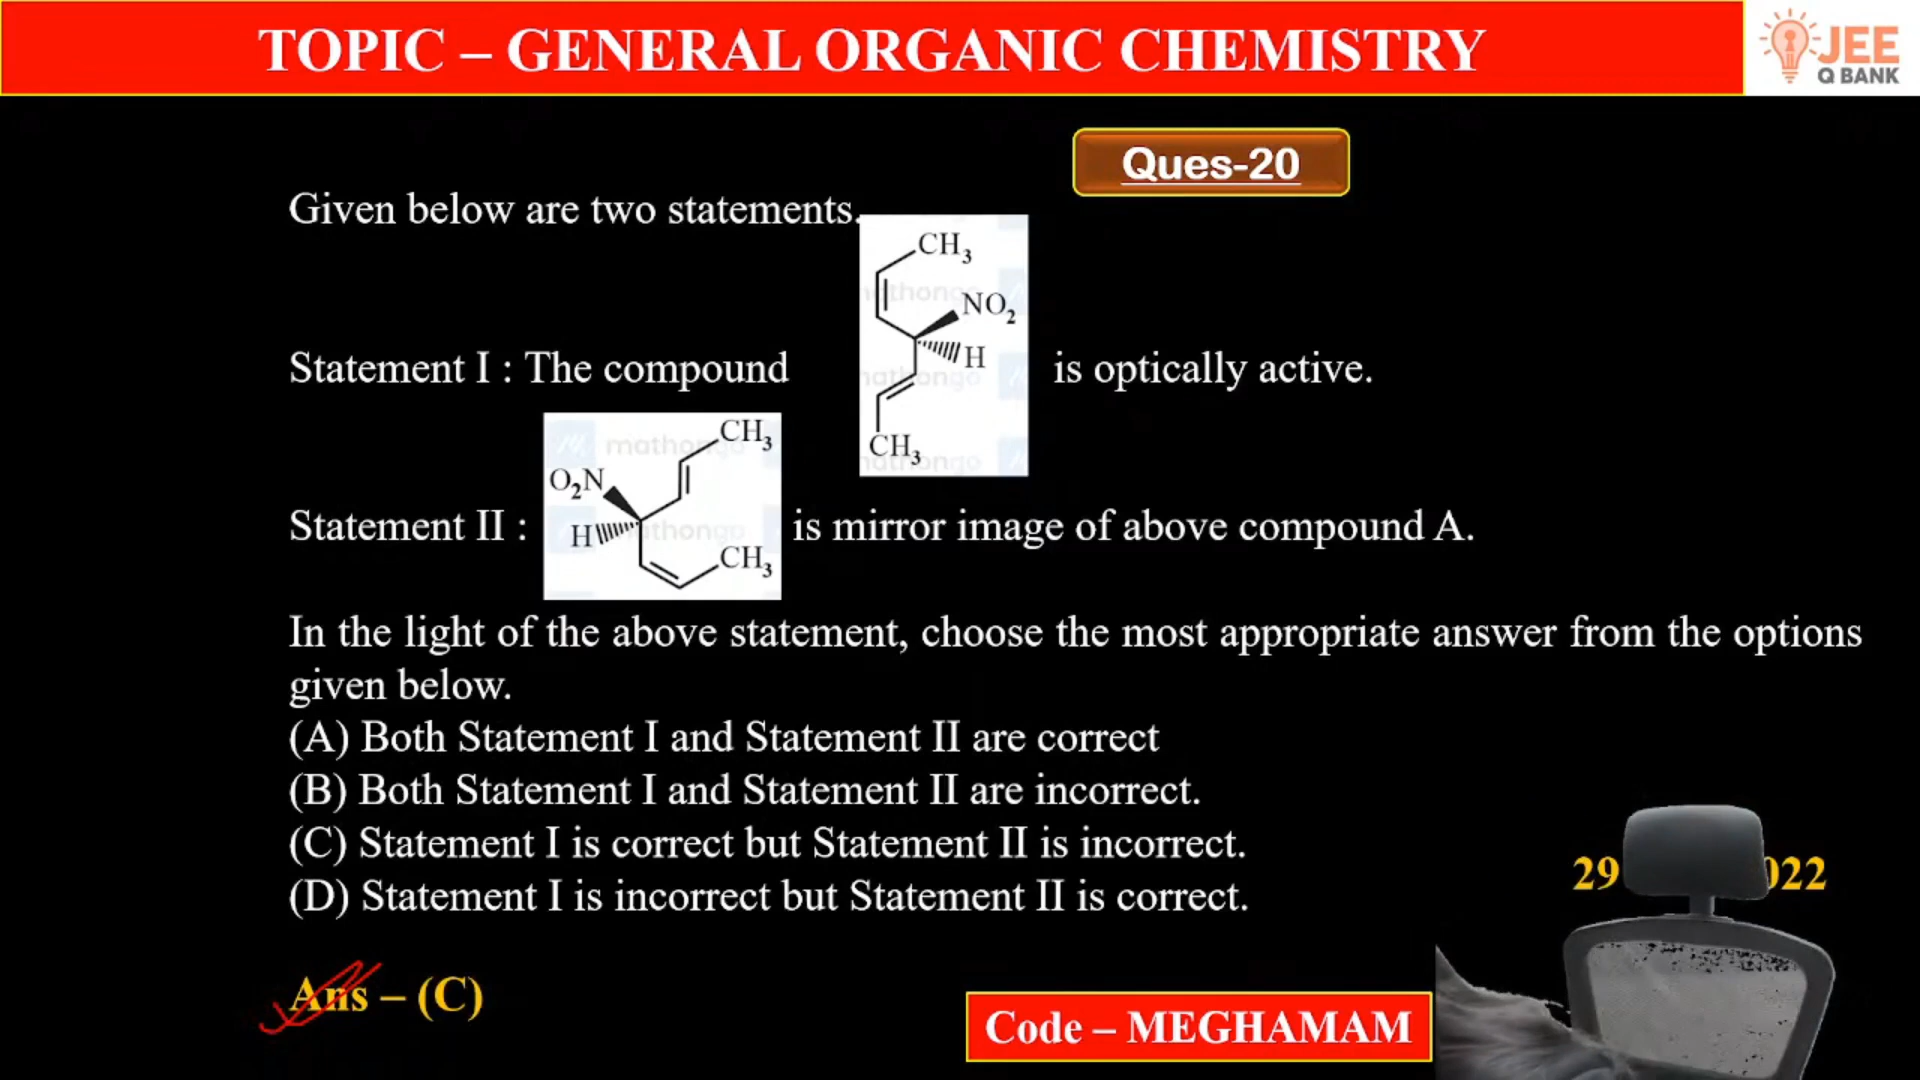 TOPIC – GENERAL ORGANIC CHEMISTRY
JEE
Q BANK
Ques-20
Given below are two statements.
CH3
NO2
Statement I : The compound
H
is optically active.
CH3
CH3
O2N
Statement II :
H
is mirror image of above compound A.
CH3
In the light of the above statement, choose the most appropriate answer from the options
given below.
(A) Both Statement I and Statement II are correct
(B) Both Statement I and Statement II are incorrect.
(C) Statement I is correct but Statement II is incorrect.
(D) Statement I is incorrect but Statement II is correct.
29
022
Ans – (C)
Code – MEGHAMAM